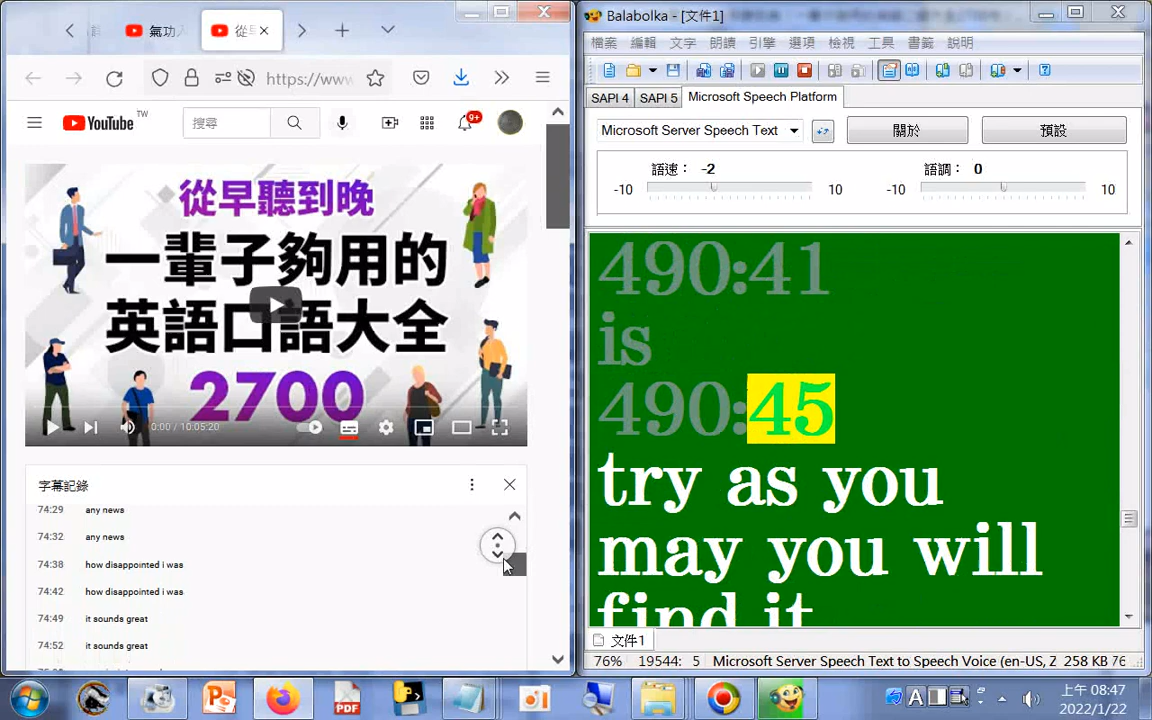 氣功
從
https://www
YouTube TW
搜尋
9+
從早聽到晚
一輩子夠用的
英語口語大全
2700
0:00 / 10:05:20
字幕記錄
74:29 any news
74:32 any news
74:38 how disappointed i was
74:42 how disappointed i was
74:49 it sounds great
74:52 it sounds great
Balabolka - [文件1]
檔案 編輯 文字 朗讀 引擎 選項 檢視 工具 書籤 說明
SAPI 4 SAPI 5 Microsoft Speech Platform
Microsoft Server Speech Text 關於 預設
語速： -2 語調： 0
-10 10 -10 10
490:41
is
490:45
try as you
may you will
find it
文件1
76% 19544: 5 Microsoft Server Speech Text to Speech Voice (en-US, Z 258 KB 76
PDF
A
上午 08:47
2022/1/22